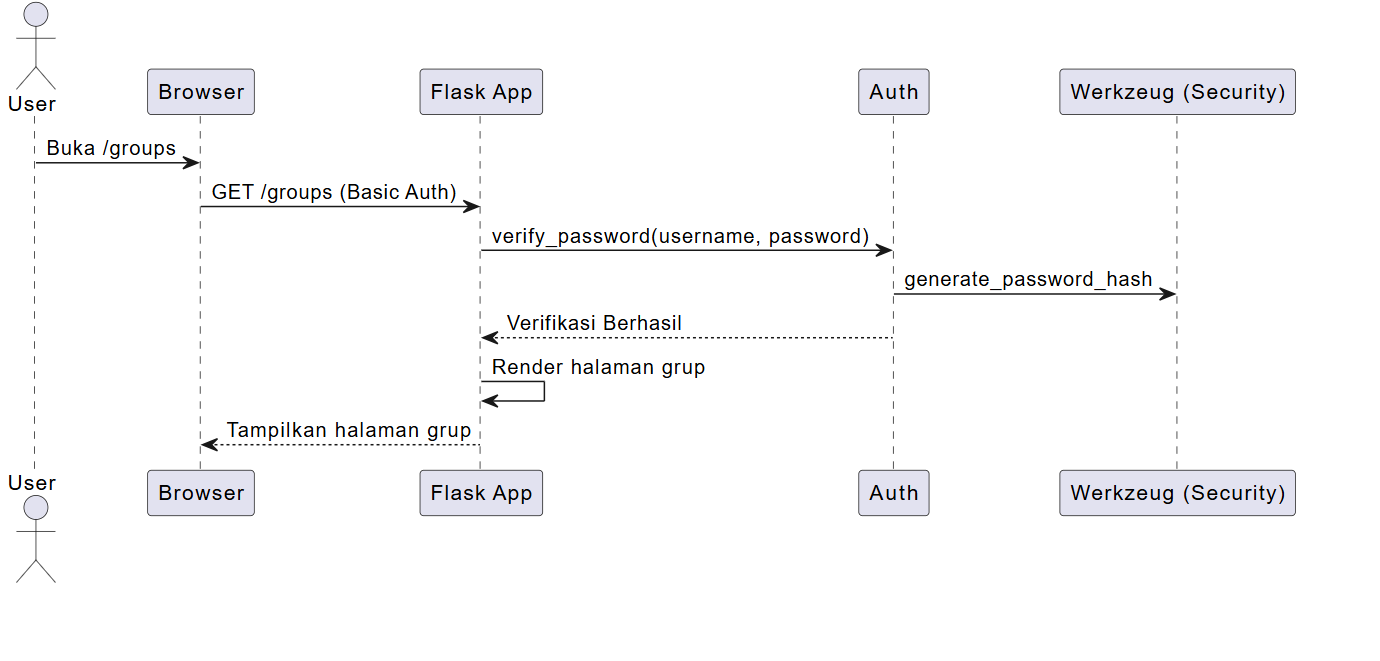 User
Browser
Flask App
Auth
Werkzeug (Security)
Buka /groups
GET /groups (Basic Auth)
verify_password(username, password)
generate_password_hash
Verifikasi Berhasil
Render halaman grup
Tampilkan halaman grup
User
Browser
Flask App
Auth
Werkzeug (Security)